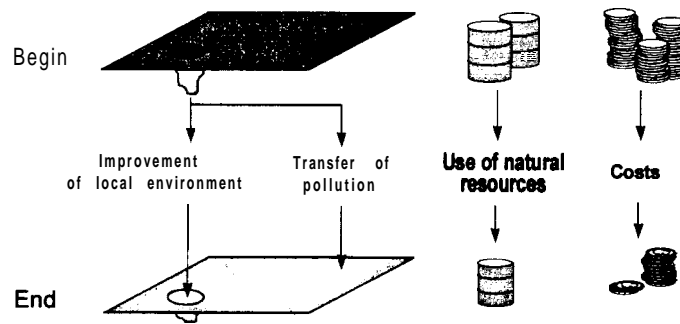 Begin
Improvement
of local environment
Transfer of
pollution
Use of natural
resources
Costs
End